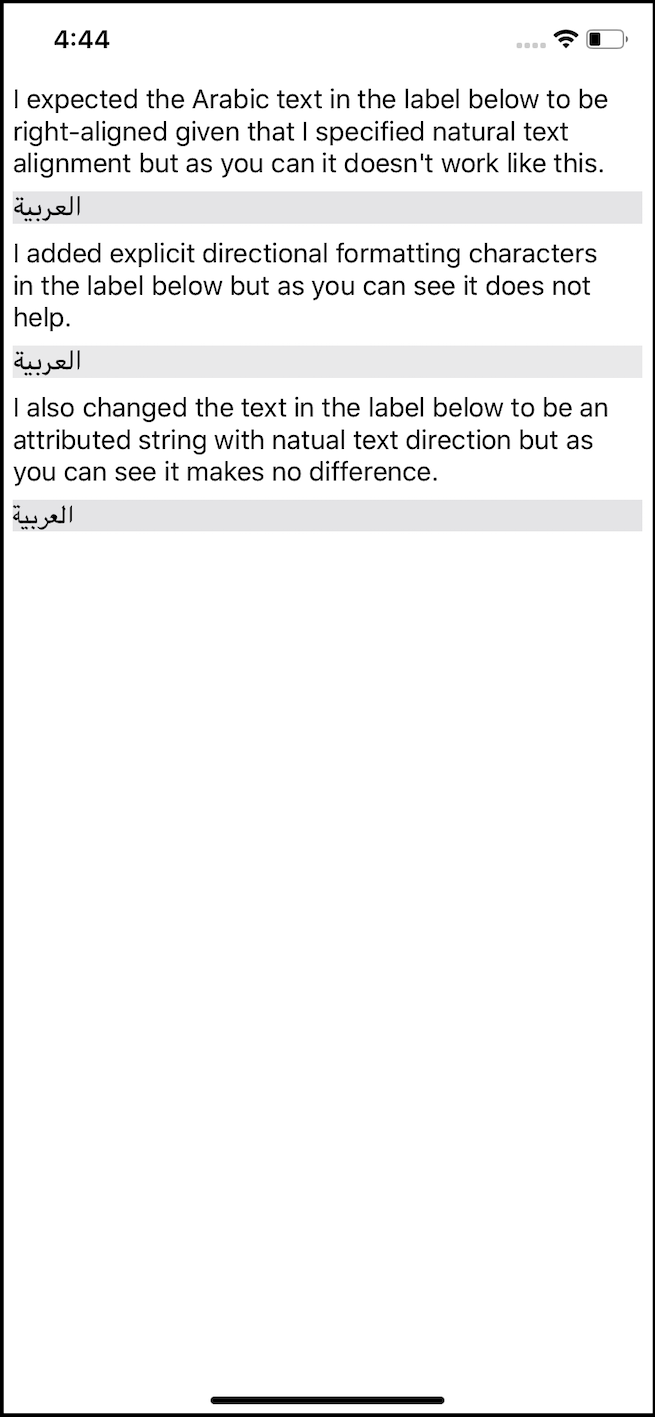 4:44
I expected the Arabic text in the label below to be
right-aligned given that I specified natural text
alignment but as you can it doesn't work like this.
العربية
I added explicit directional formatting characters
in the label below but as you can see it does not
help.
العربية
I also changed the text in the label below to be an
attributed string with natual text direction but as
you can see it makes no difference.
العربية